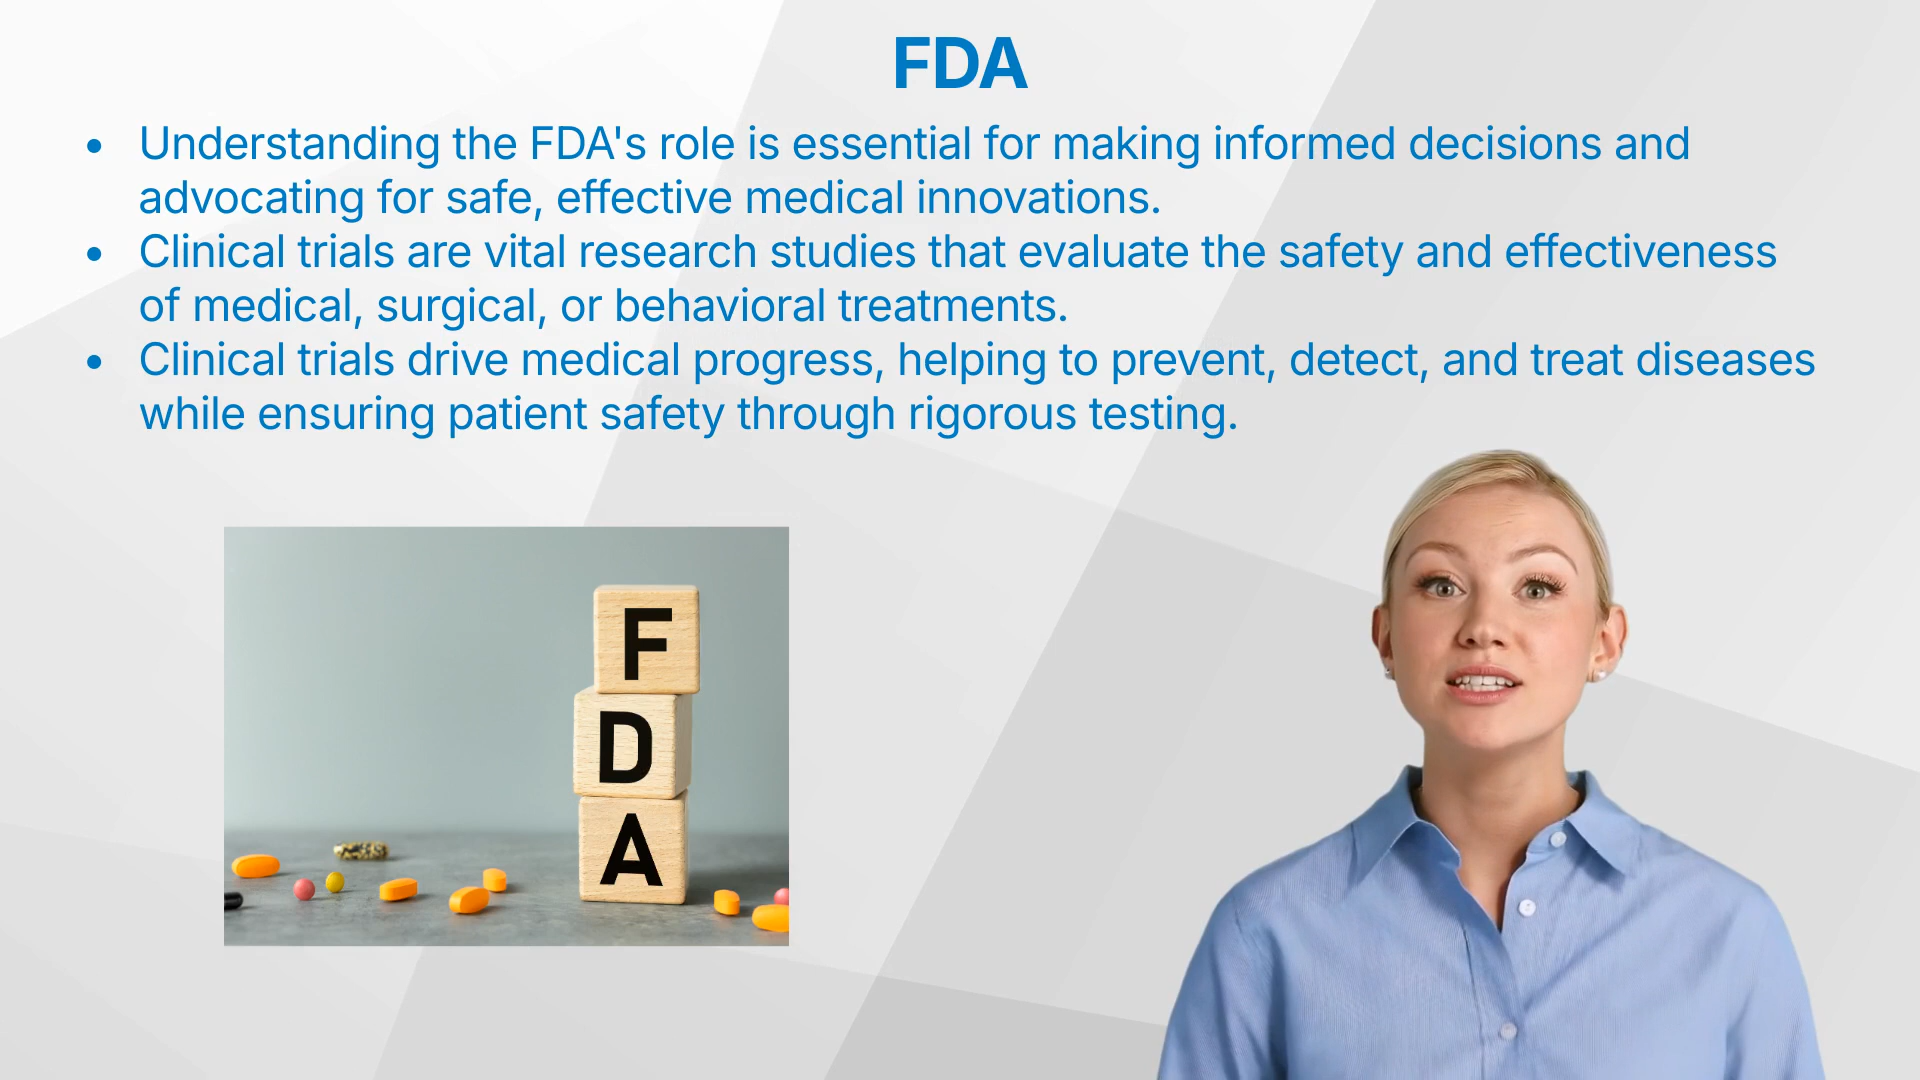 FDA
• Understanding the FDA's role is essential for making informed decisions and
advocating for safe, effective medical innovations.
• Clinical trials are vital research studies that evaluate the safety and effectiveness
of medical, surgical, or behavioral treatments.
• Clinical trials drive medical progress, helping to prevent, detect, and treat diseases
while ensuring patient safety through rigorous testing.
F
D
A